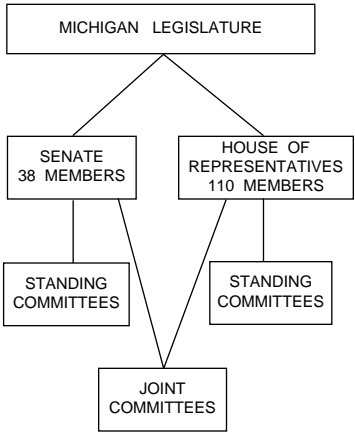 MICHIGAN LEGISLATURE
SENATE
38 MEMBERS
HOUSE OF
REPRESENTATIVES
110 MEMBERS
STANDING
COMMITTEES
STANDING
COMMITTEES
JOINT
COMMITTEES